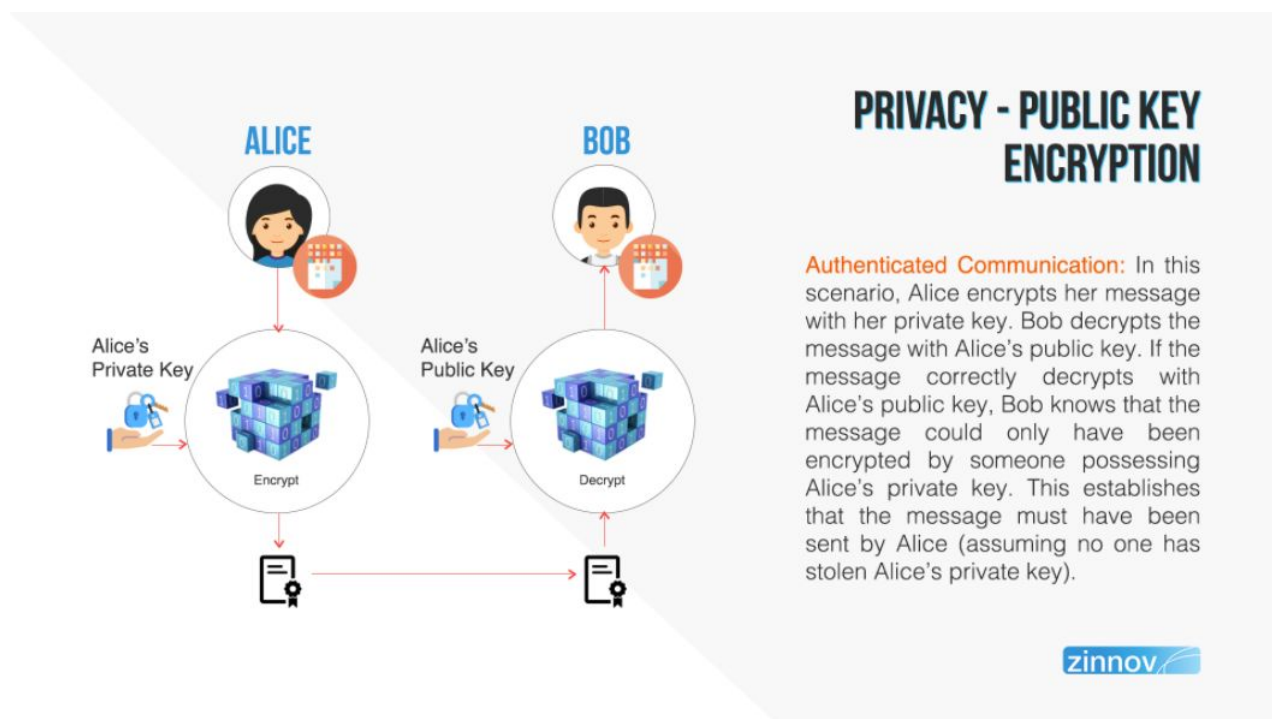 PRIVACY - PUBLIC KEY
ENCRYPTION
ALICE
BOB
Alice's
Private Key
Encrypt
Alice's
Public Key
Decrypt
Authenticated Communication: In this
scenario, Alice encrypts her message
with her private key. Bob decrypts the
message with Alice's public key. If the
message correctly decrypts with
Alice's public key, Bob knows that the
message could only have been
encrypted by someone possessing
Alice's private key. This establishes
that the message must have been
sent by Alice (assuming no one has
stolen Alice's private key).
zinnov